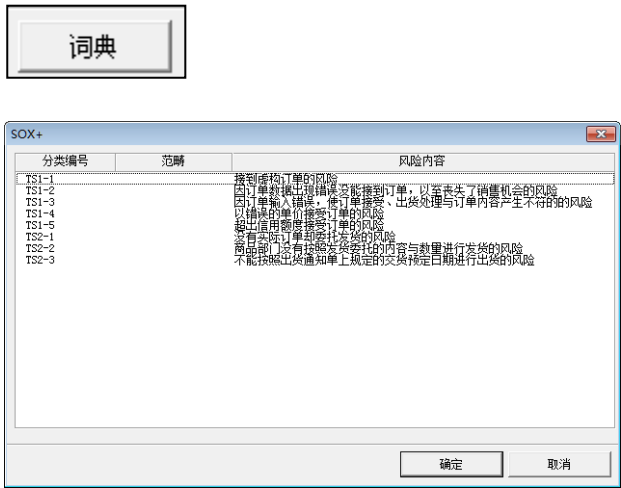 词典
SOX+
分类编号 范畴 风险内容
TS1-1 接到虚构订单的风险
TS1-2 因订单数据出现错误没能接到订单，以至丧失了销售机会的风险
TS1-3 因订单输入错误，使订单接受、出货处理与订单内容产生不符的的风险
TS1-4 以错误的单价接受订单的风险
TS1-5 超出信用额度接受订单的风险
TS2-1 没有实际订单却委托发货的风险
TS2-2 商品部门没有按照发货委托的内容与数量进行发货的风险
TS2-3 不能按照出货通知单上规定的交货预定日期进行出货的风险
确定 取消